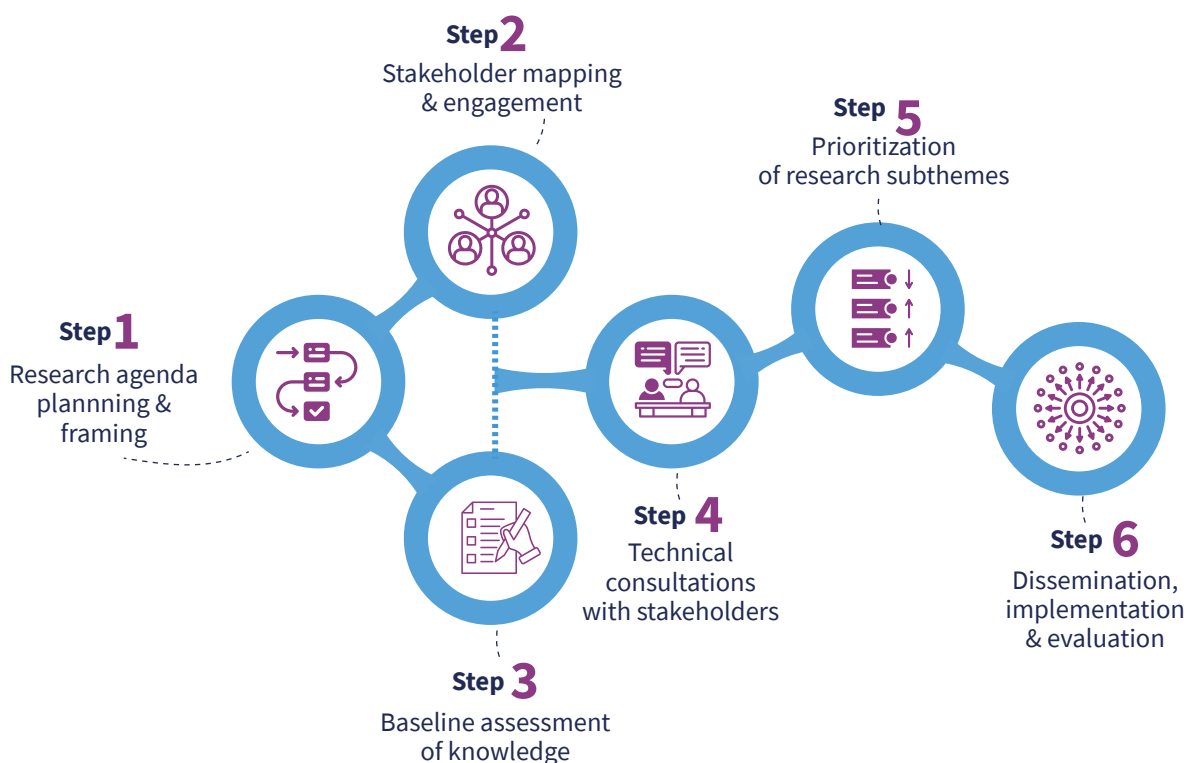 Step 1
Research agenda
plannning &
framing
Step 2
Stakeholder mapping
& engagement
Step 3
Baseline assessment
of knowledge
Step 4
Technical
consultations
with stakeholders
Step 5
Prioritization
of research subthemes
Step 6
Dissemination,
implementation
& evaluation